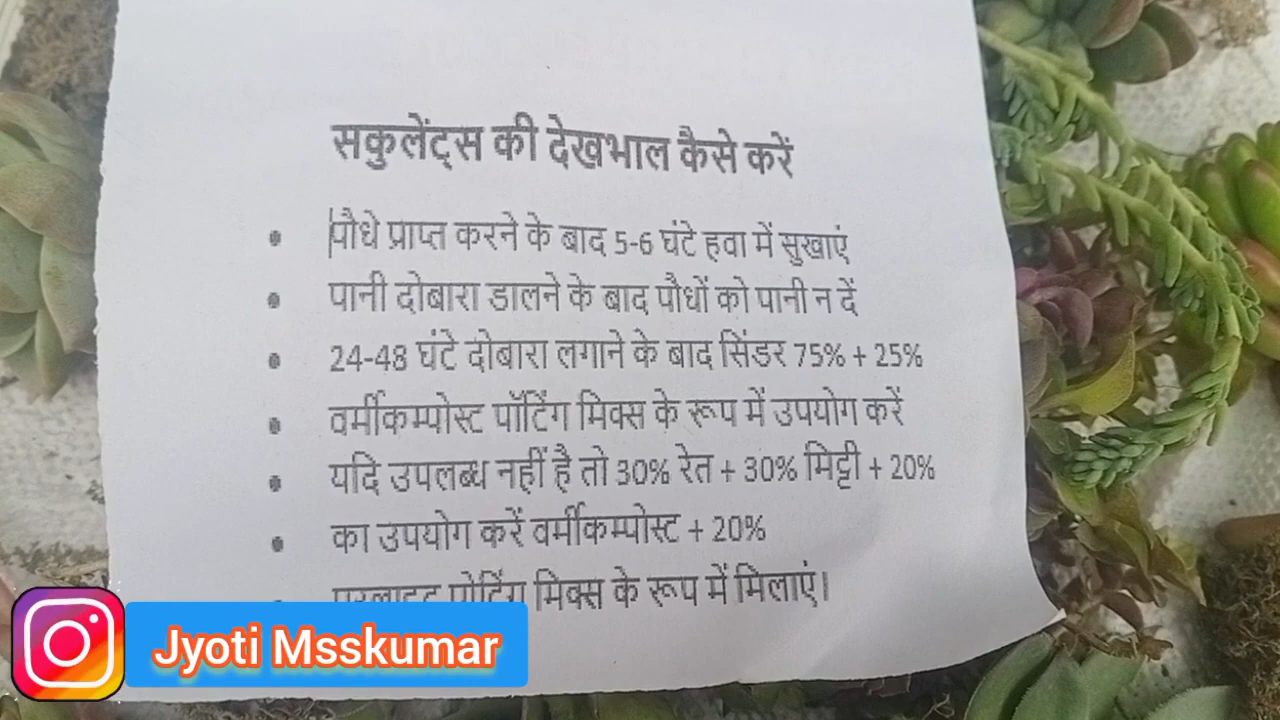 सकुलेंट्स की देखभाल कैसे करें
• पौधे प्राप्त करने के बाद 5-6 घंटे हवा में सुखाएं
• पानी दोबारा डालने के बाद पौधों को पानी न दें
• 24-48 घंटे दोबारा लगाने के बाद सिंडर 75% + 25%
• वर्मीकम्पोस्ट पॉटिंग मिक्स के रूप में उपयोग करें
• यदि उपलब्ध नहीं है तो 30% रेत + 30% मिट्टी + 20%
• का उपयोग करें वर्मीकम्पोस्ट + 20%
• मिक्स के रूप में मिलाएं।
Jyoti Msskumar